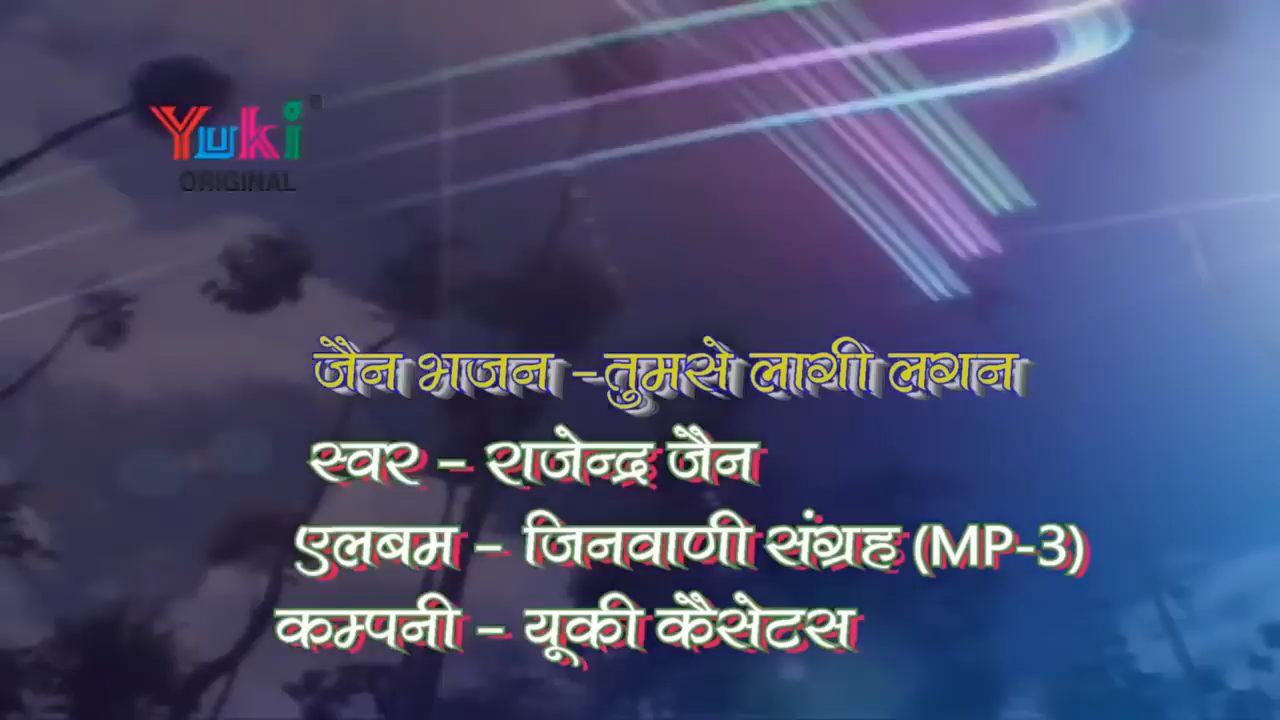 Yuki
ORIGINAL
जैन भजन -तुमसे लागी लगन
स्वर - राजेन्द्र जैन
एलबम - जिनवाणी संग्रह (MP-3)
कम्पनी - यूकी कैसेटस